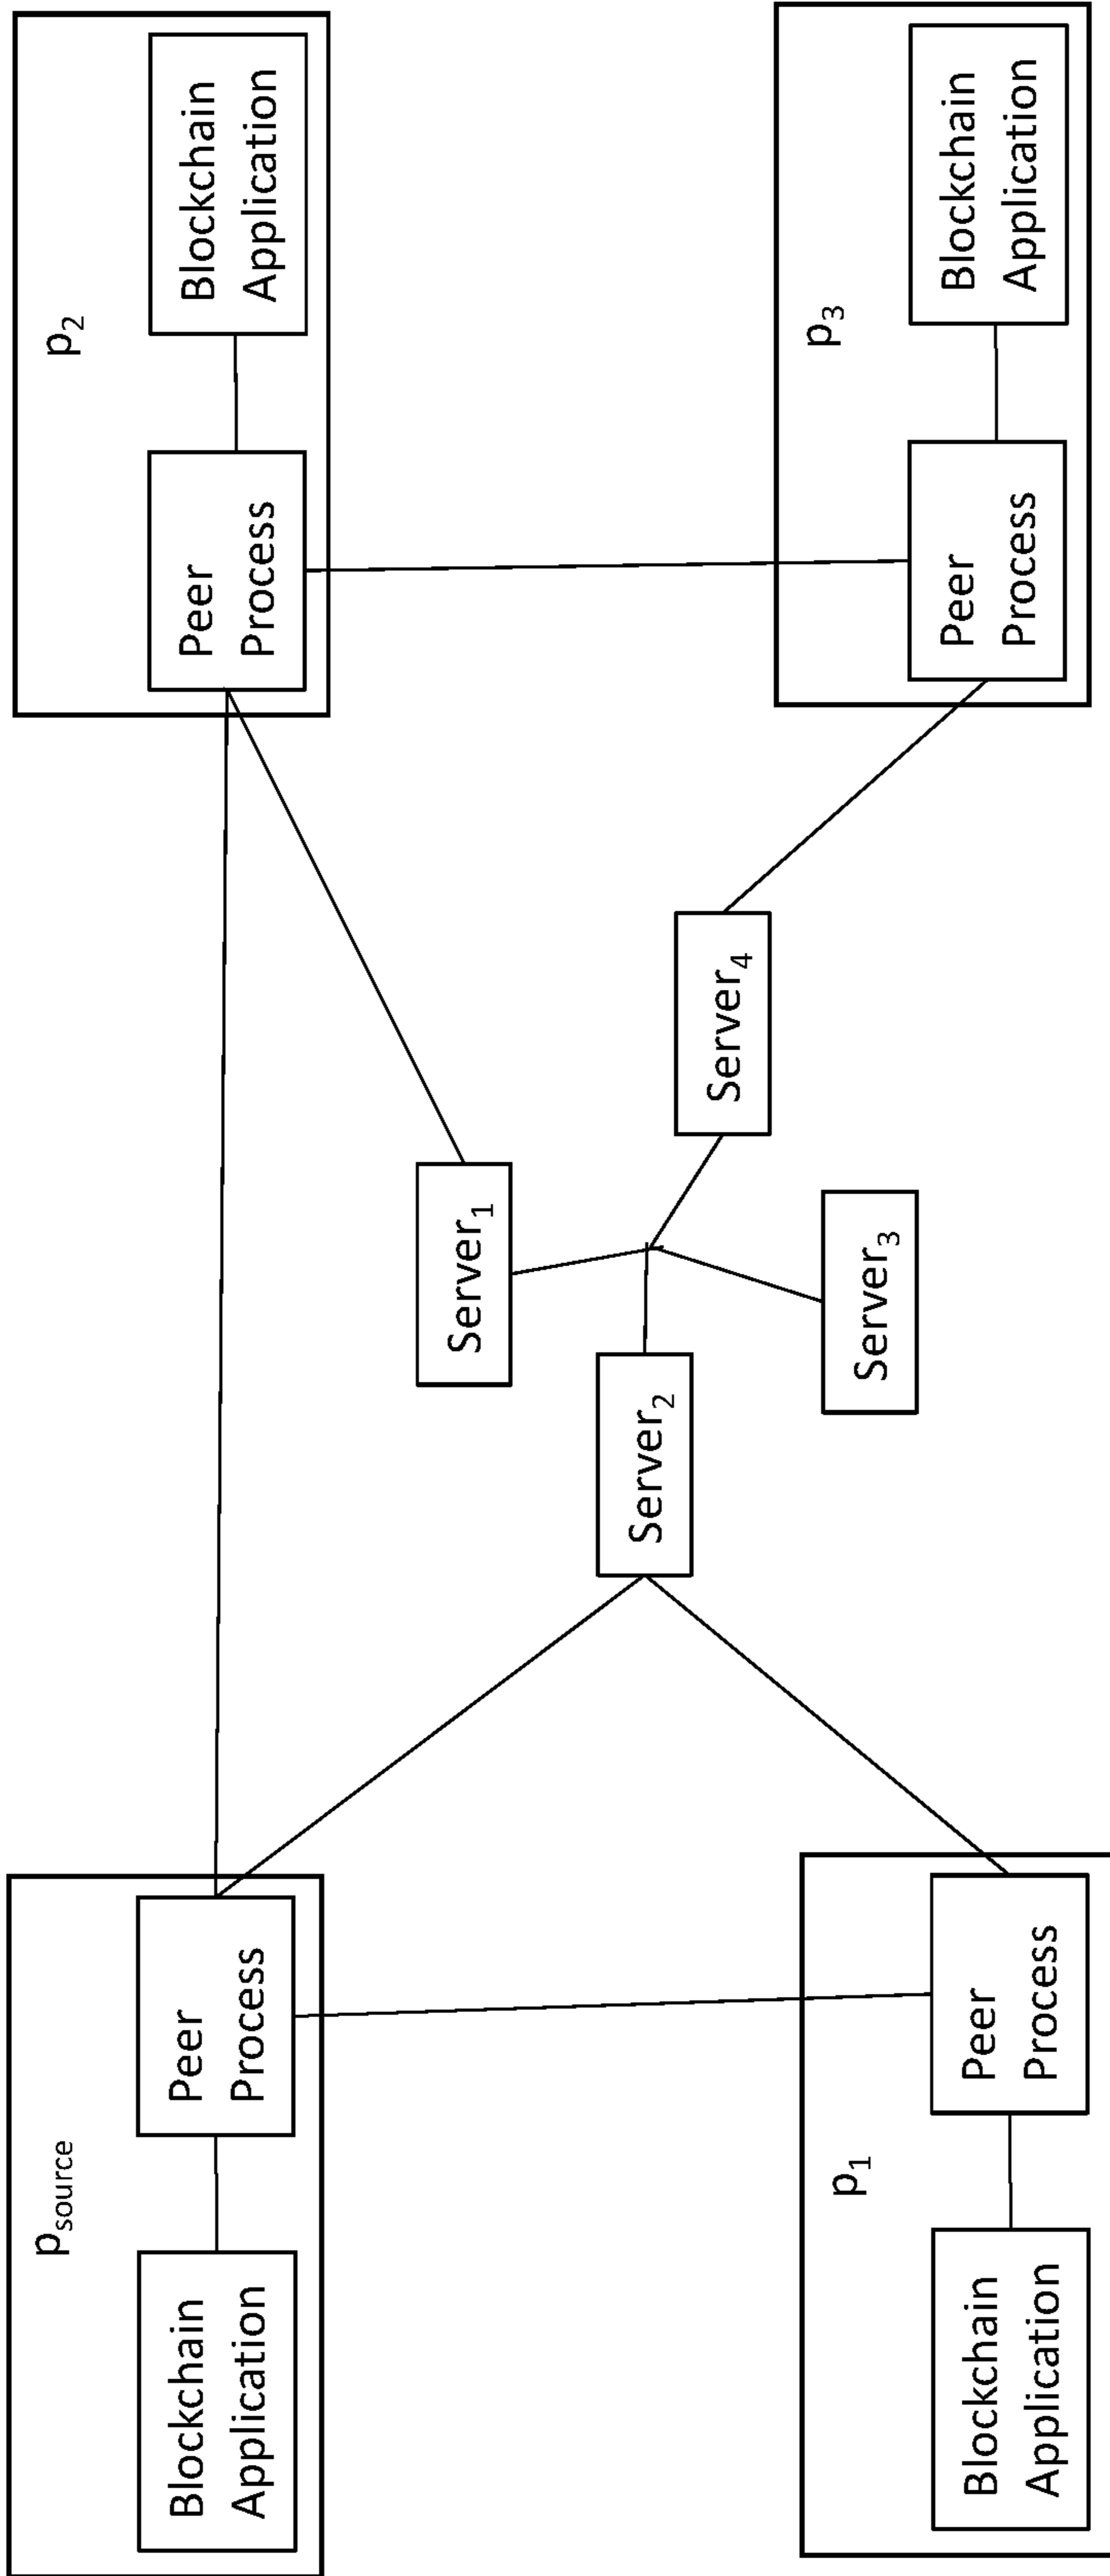 p_source
Blockchain
Application
Peer
Process
p₂
Peer
Process
Blockchain
Application
Server₁
Server₂
Server₄
Server₃
p₁
Blockchain
Application
Peer
Process
p₃
Peer
Process
Blockchain
Application